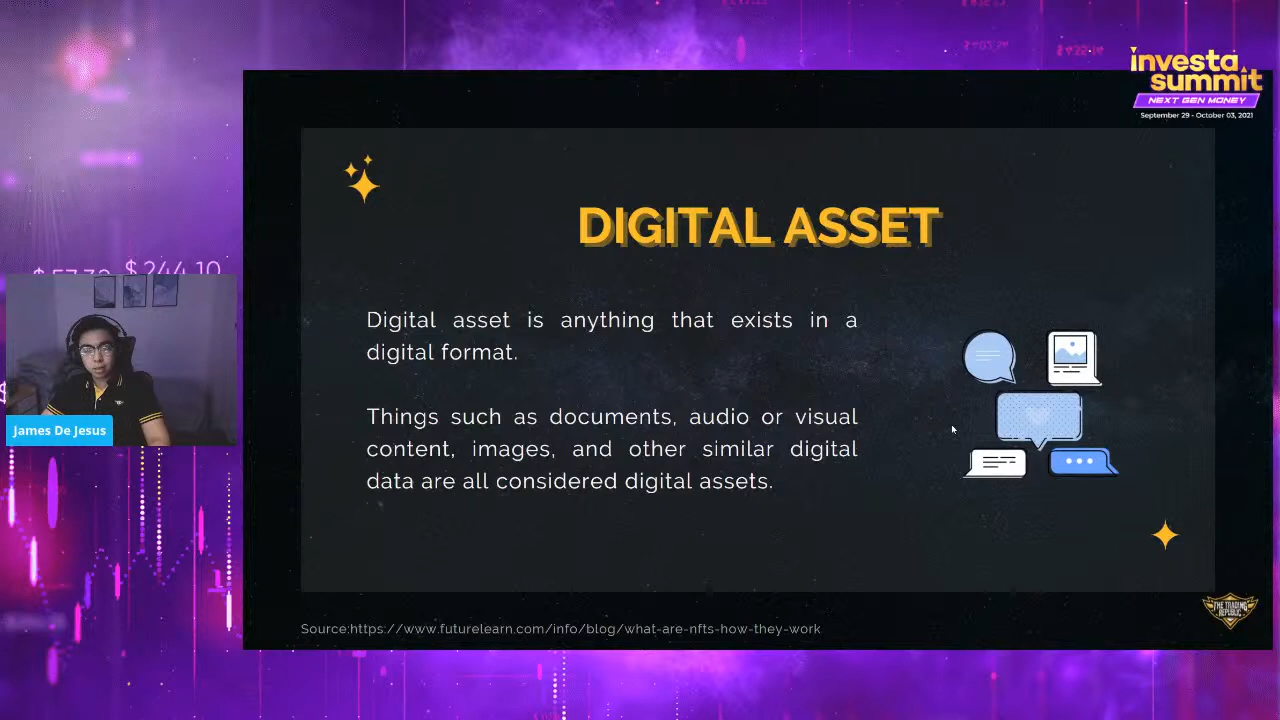 investa
summit
NEXT GEN MONEY
September 29 - October 03, 2021
DIGITAL ASSET
Digital asset is anything that exists in a
digital format.
Things such as documents, audio or visual
content, images, and other similar digital
data are all considered digital assets.
$244.10
James De Jesus
THE TRADING
REPUBLIC
Source:https://www.futurelearn.com/info/blog/what-are-nfts-how-they-work